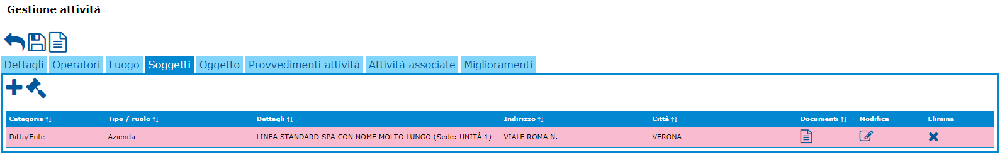 Gestione attività
Dettagli Operatori Luogo Soggetti Oggetto Provvedimenti attività Attività associate Miglioramenti
Categoria ↑↓ Tipo / ruolo ↑↓ Dettagli ↑↓ Indirizzo ↑↓ Città ↑↓ Documenti ↑↓ Modifica Elimina
Ditta/Ente Azienda LINEA STANDARD SPA CON NOME MOLTO LUNGO (Sede: UNITÀ 1) VIALE ROMA N. VERONA